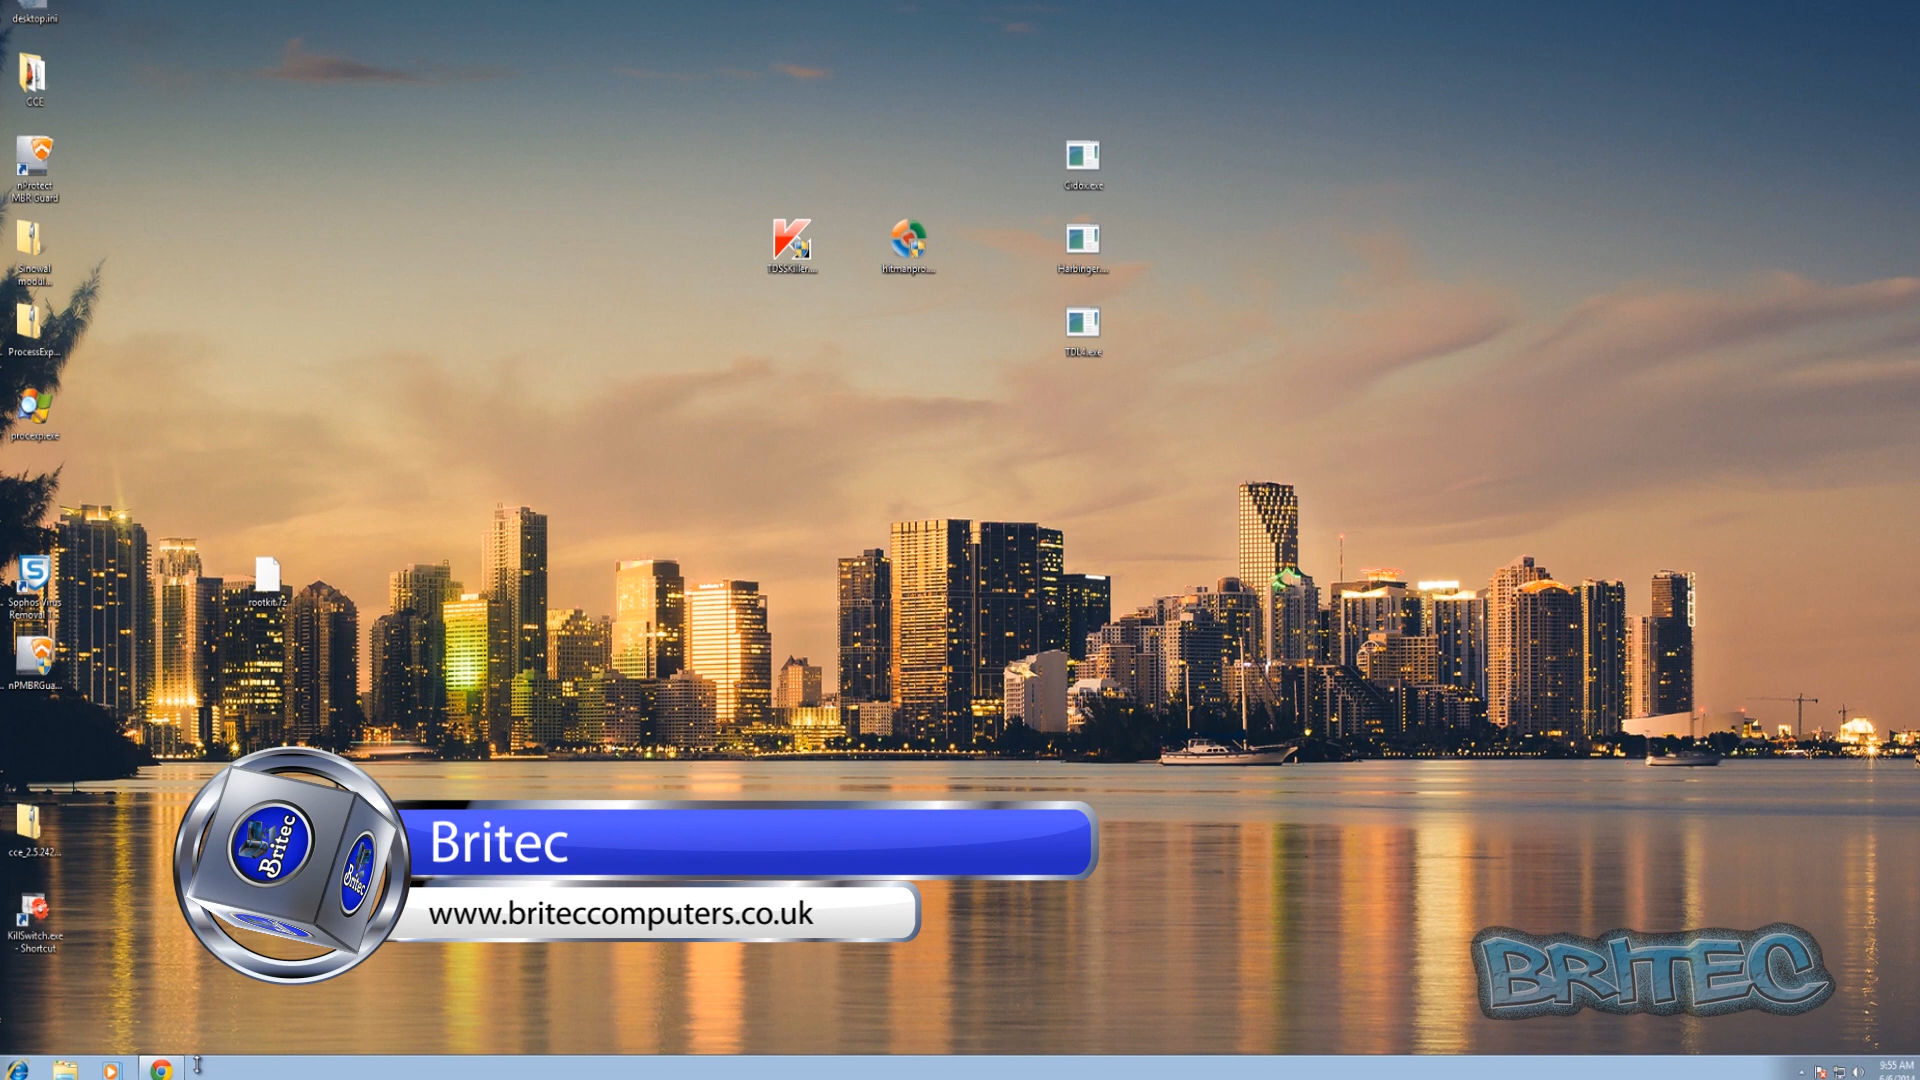 desktop.ini
CCE
nProtect
MBR Guard
Sinowal
modul...
ProcessExp...
procexp.exe
Sophos Virus
Removal T...
nPMBRGua...
cce_2.5.242...
KillSwitch.exe
- Shortcut
rootkit.7z
TDSSKiller....
hitmanpro....
Cidox.exe
Harbinger....
TDL4.exe
Britec
Britec
Britec
www.briteccomputers.co.uk
BRITEC
9:55 AM